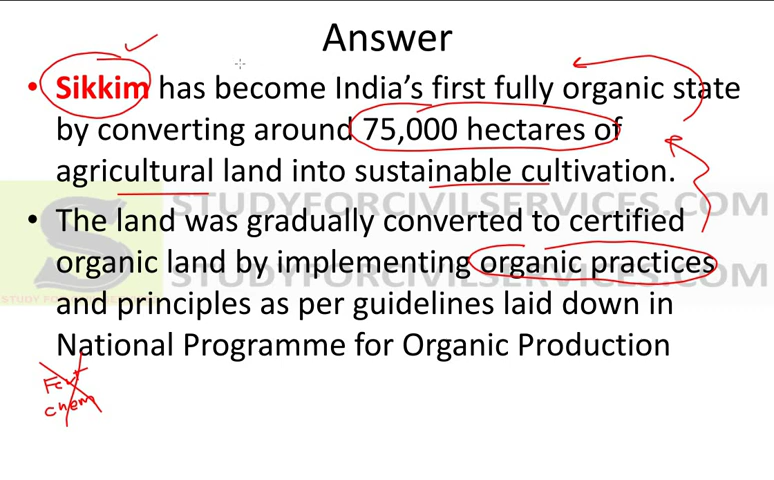 Answer
• Sikkim has become India's first fully organic state
by converting around 75,000 hectares of
agricultural land into sustainable cultivation.
STUDYFORCIVILSERVICES.COM
• The land was gradually converted to certified
organic land by implementing organic practices
STUDYFORCIVILSERVICES.COM
and principles as per guidelines laid down in
National Programme for Organic Production
chem